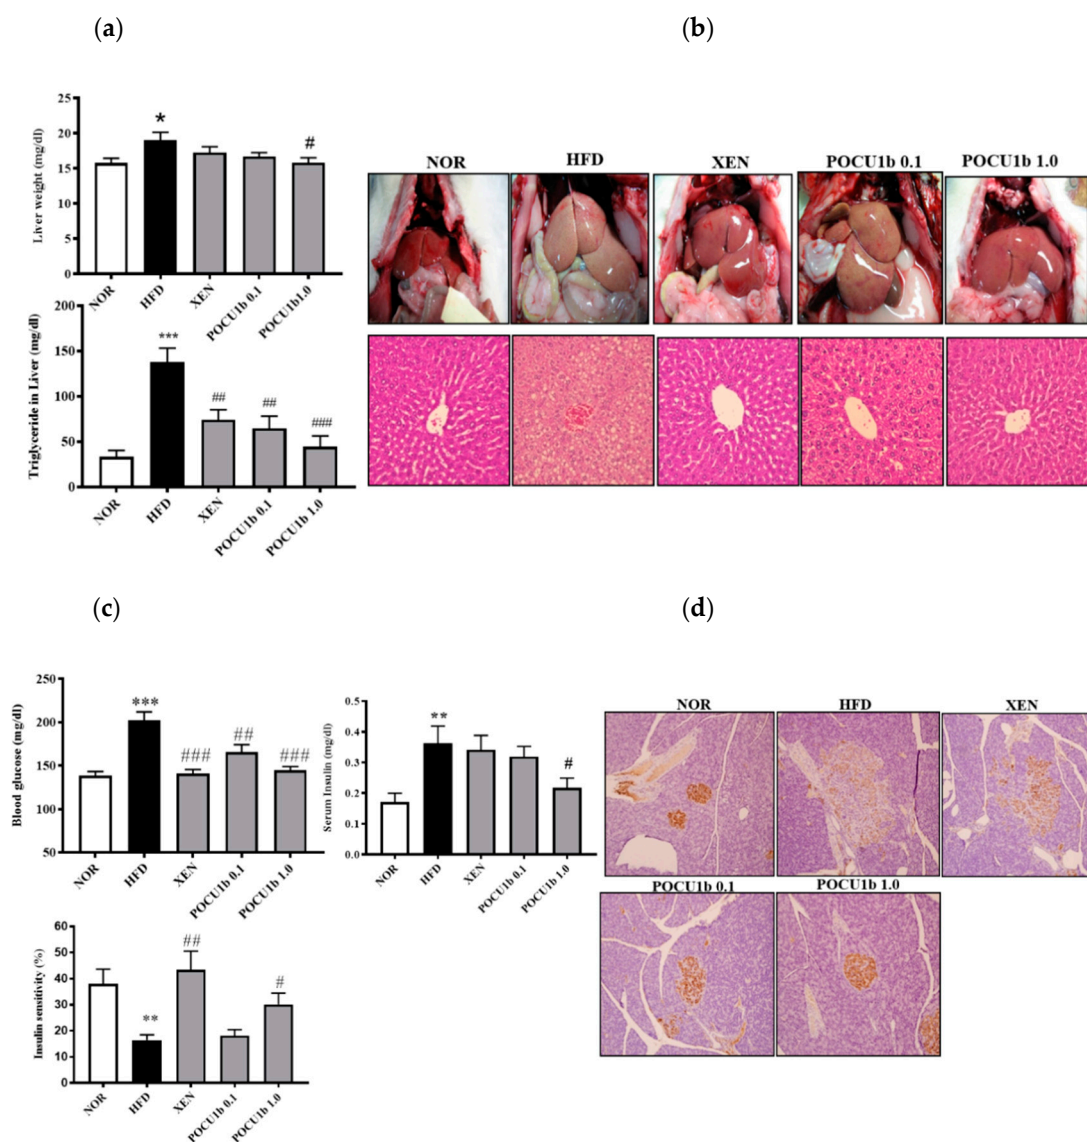 (a)
(b)
Liver weight (mg/dl)
25
20
15
10
5
0
*
#
NOR
HFD
XEN
POCU1b 0.1
POCU1b1.0
Triglyceride in Liver (mg/dl)
200
150
100
50
0
***
##
##
###
NOR
HFD
XEN
POCU1b 0.1
POCU1b 1.0
NOR
HFD
XEN
POCU1b 0.1
POCU1b 1.0
(c)
(d)
Blood glucose (mg/dl)
250
200
150
100
50
***
###
##
###
NOR
HFD
XEN
POCU1b 0.1
POCU1b 1.0
Serum Insulin (mg/dl)
0.5
0.4
0.3
0.2
0.1
0.0
**
#
NOR
HFD
XEN
POCU1b 0.1
POCU1b 1.0
Insulin sensitivity (%)
60
50
40
30
20
10
0
**
##
#
NOR
HFD
XEN
POCU1b 0.1
POCU1b 1.0
NOR
HFD
XEN
POCU1b 0.1
POCU1b 1.0